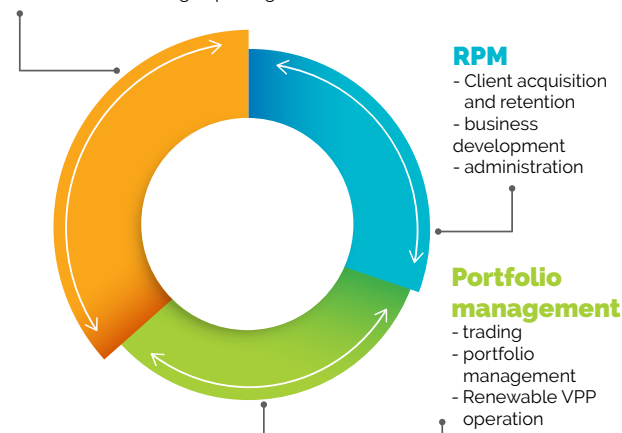 RPM
- Client acquisition
and retention
- business
development
- administration
Portfolio
management
- trading
- portfolio
management
- Renewable VPP
operation